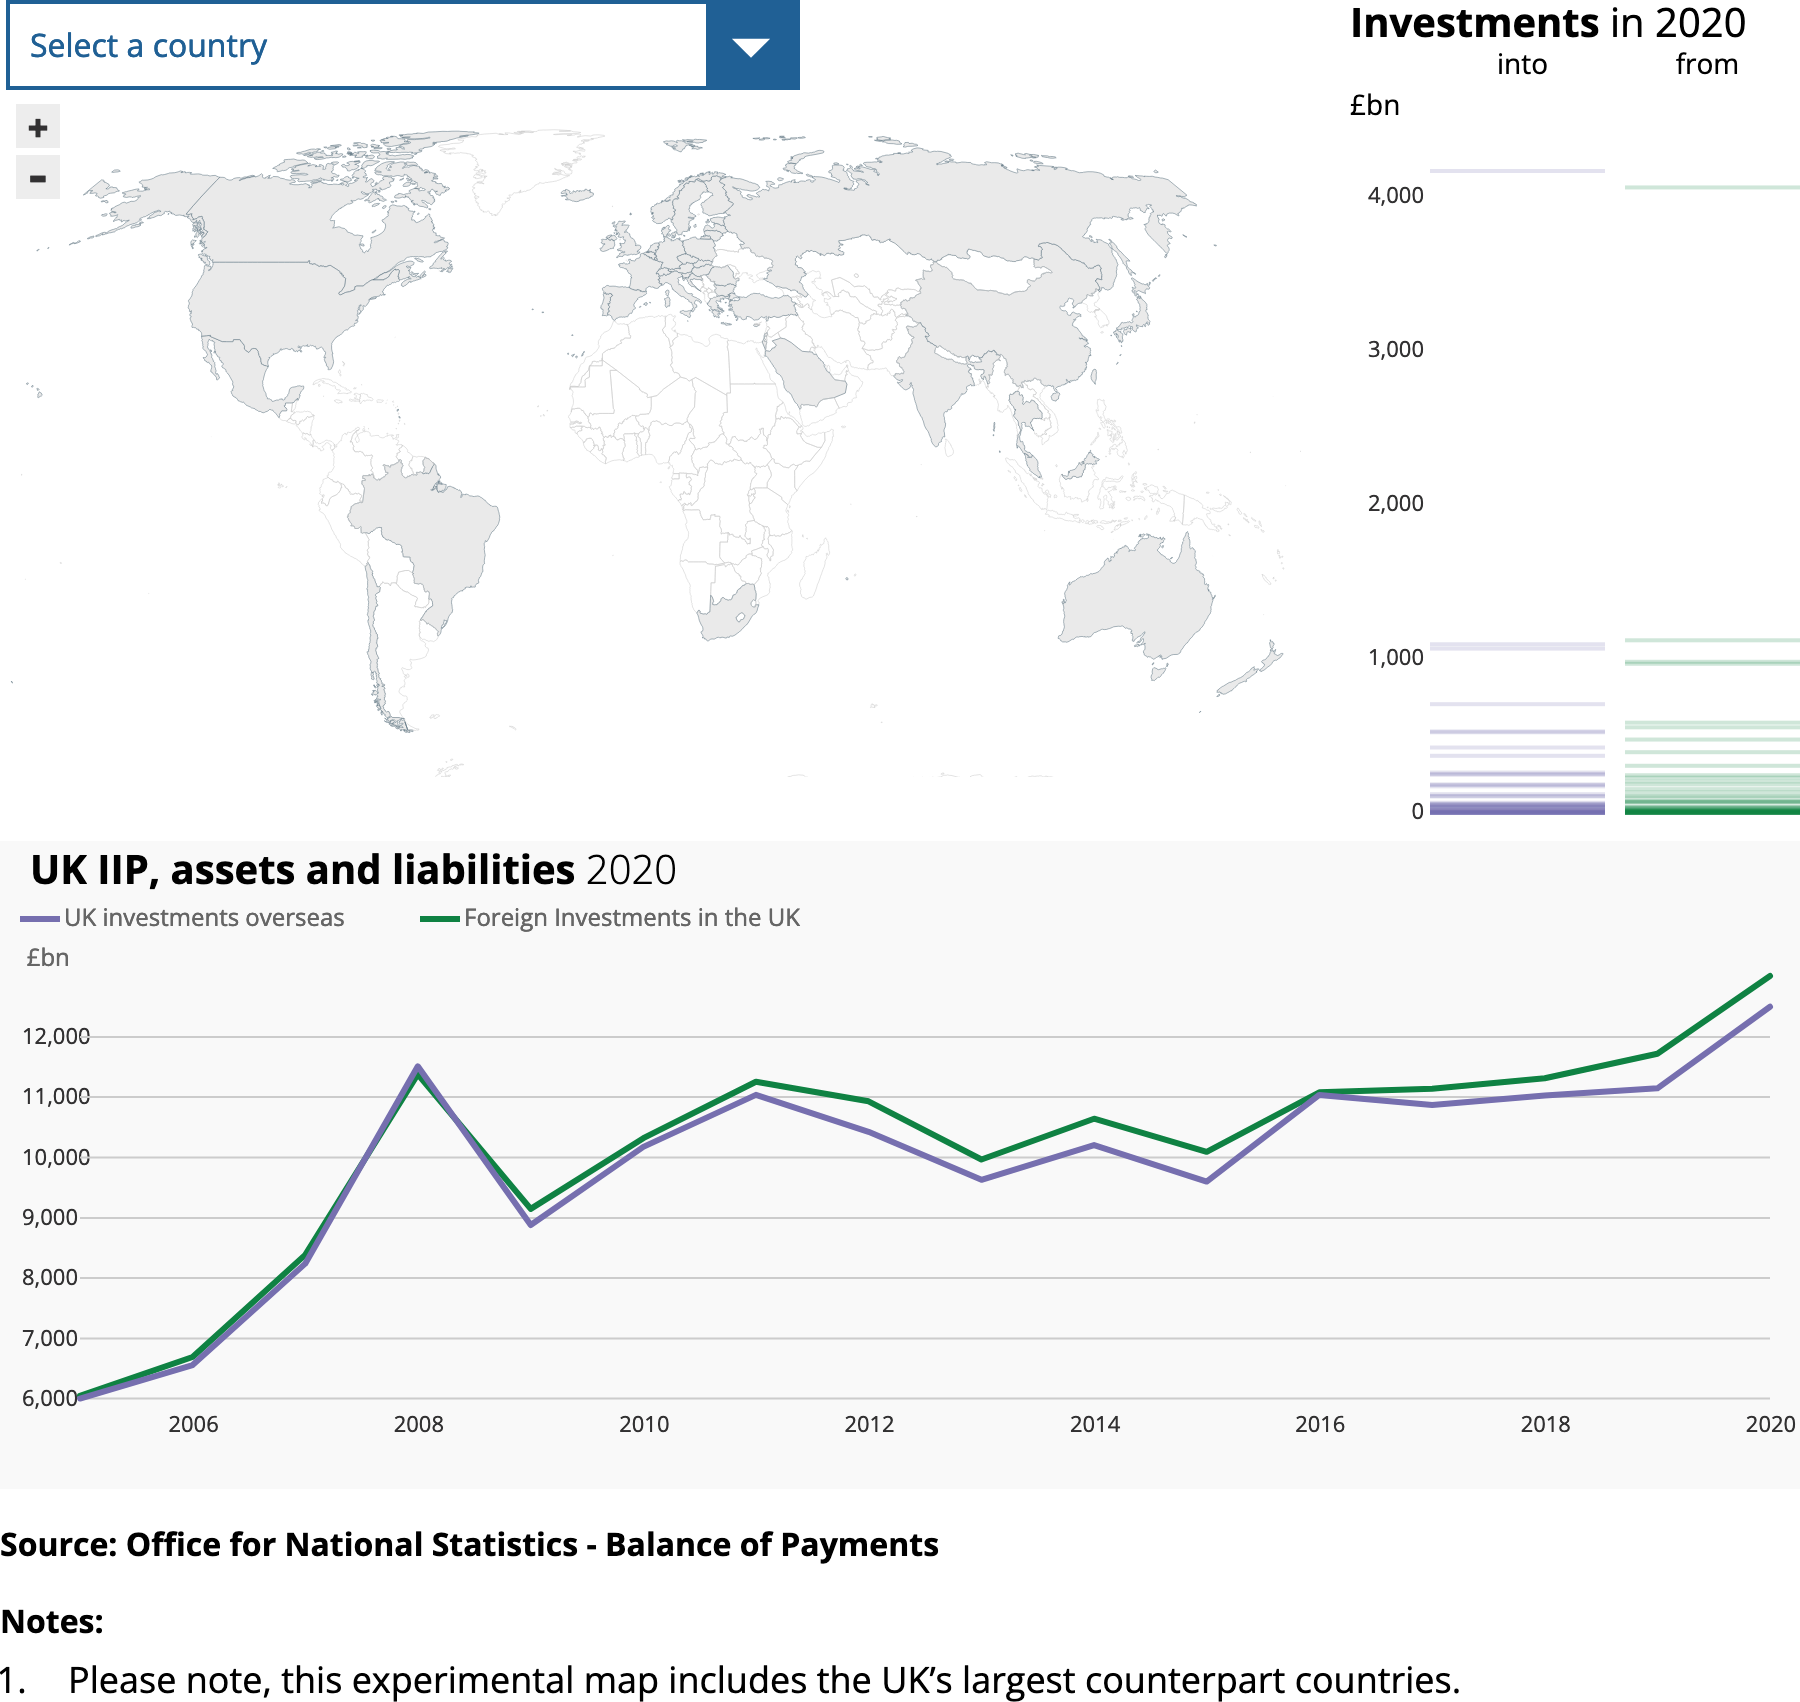 Select a country
+
-
Investments in 2020
into from
£bn
4,000
3,000
2,000
1,000
0
UK IIP, assets and liabilities 2020
UK investments overseas Foreign Investments in the UK
£bn
12,000
11,000
10,000
9,000
8,000
7,000
6,000
2006 2008 2010 2012 2014 2016 2018 2020
Source: Office for National Statistics - Balance of Payments
Notes:
1. Please note, this experimental map includes the UK’s largest counterpart countries.